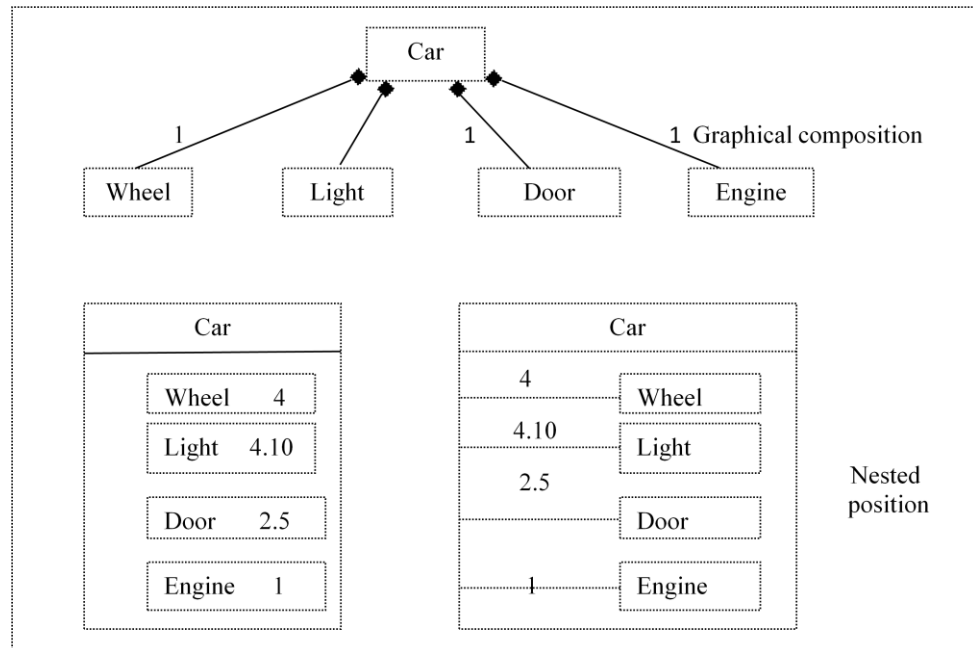 Car
1 1 1 Graphical composition
Wheel Light Door Engine
Car
Wheel 4
Light 4.10
Door 2.5
Engine 1
Car
4 Wheel
4.10 Light
2.5 Door
1 Engine
Nested
position